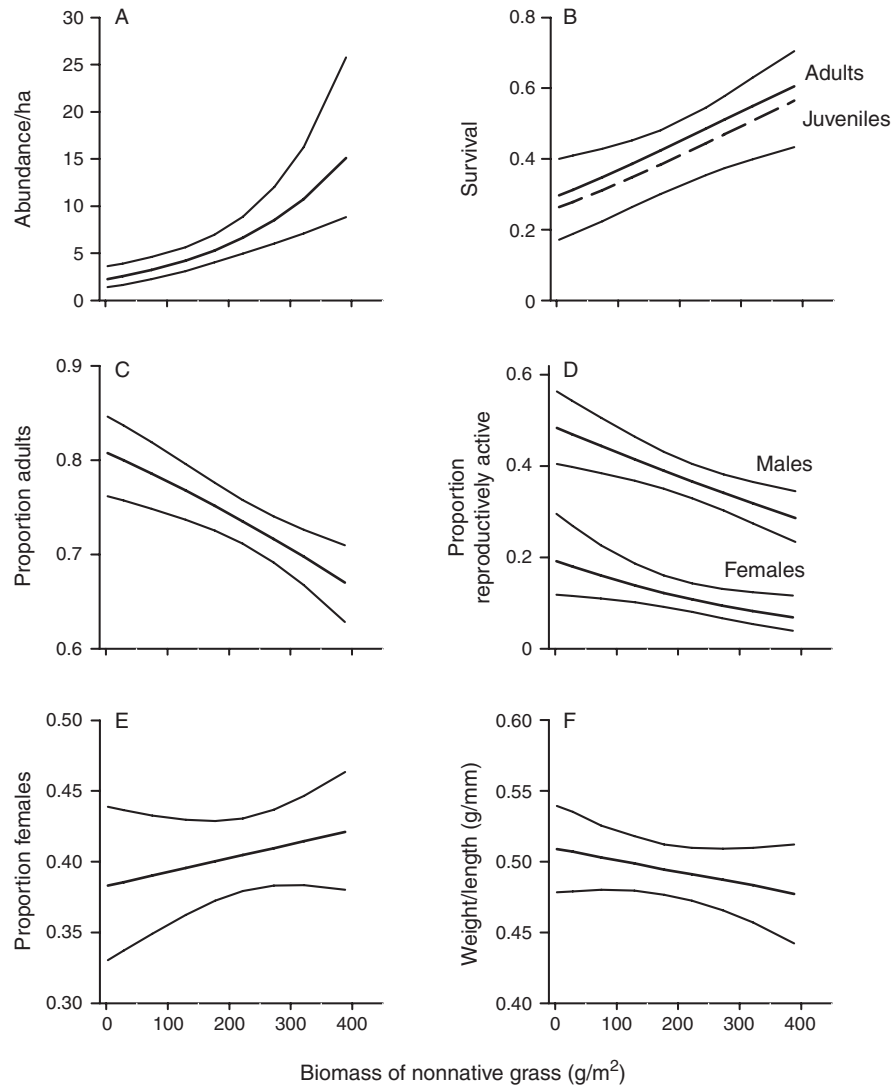 A
30
25
20
15
10
5
0
Abundance/ha
B
0.8
0.6
0.4
0.2
0
Survival
Adults
Juveniles
C
0.9
0.8
0.7
0.6
Proportion adults
D
0.6
0.4
0.2
0
Proportion
reproductively active
Males
Females
E
0.50
0.45
0.40
0.35
0.30
Proportion females
0 100 200 300 400
F
0.60
0.55
0.50
0.45
0.40
Weight/length (g/mm)
0 100 200 300 400
Biomass of nonnative grass (g/m²)